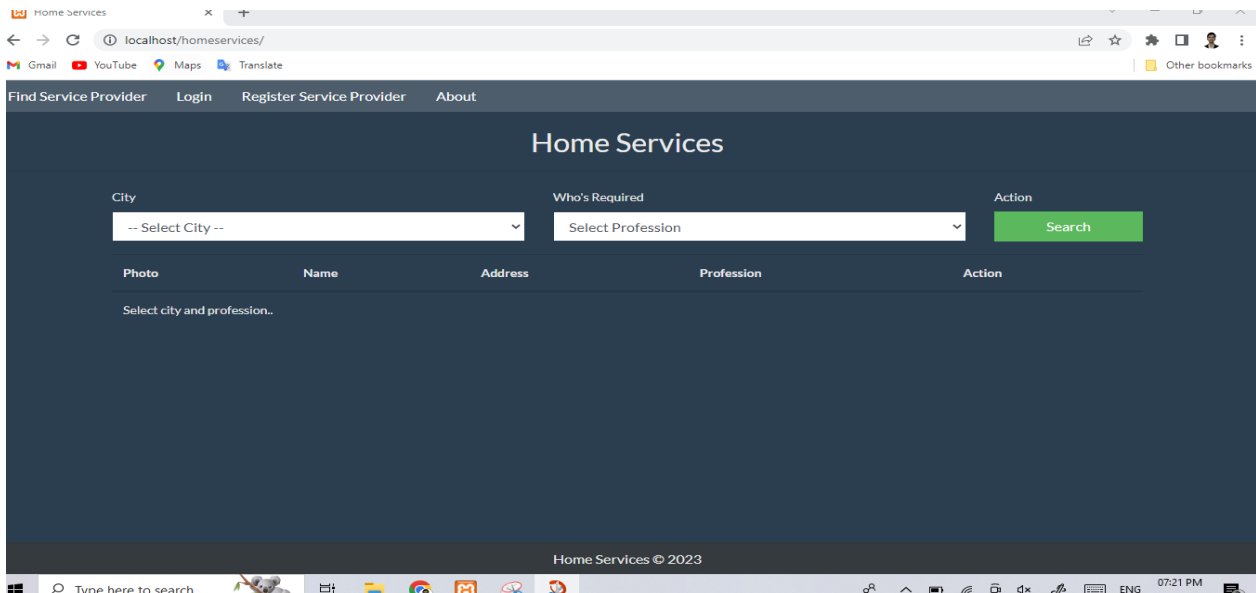 Home Services
localhost/homeservices/
Gmail YouTube Maps Translate Other bookmarks
Find Service Provider Login Register Service Provider About
Home Services
City Who's Required Action
-- Select City -- Select Profession Search
Photo Name Address Profession Action
Select city and profession..
Home Services © 2023
Type here to search ENG 07:21 PM